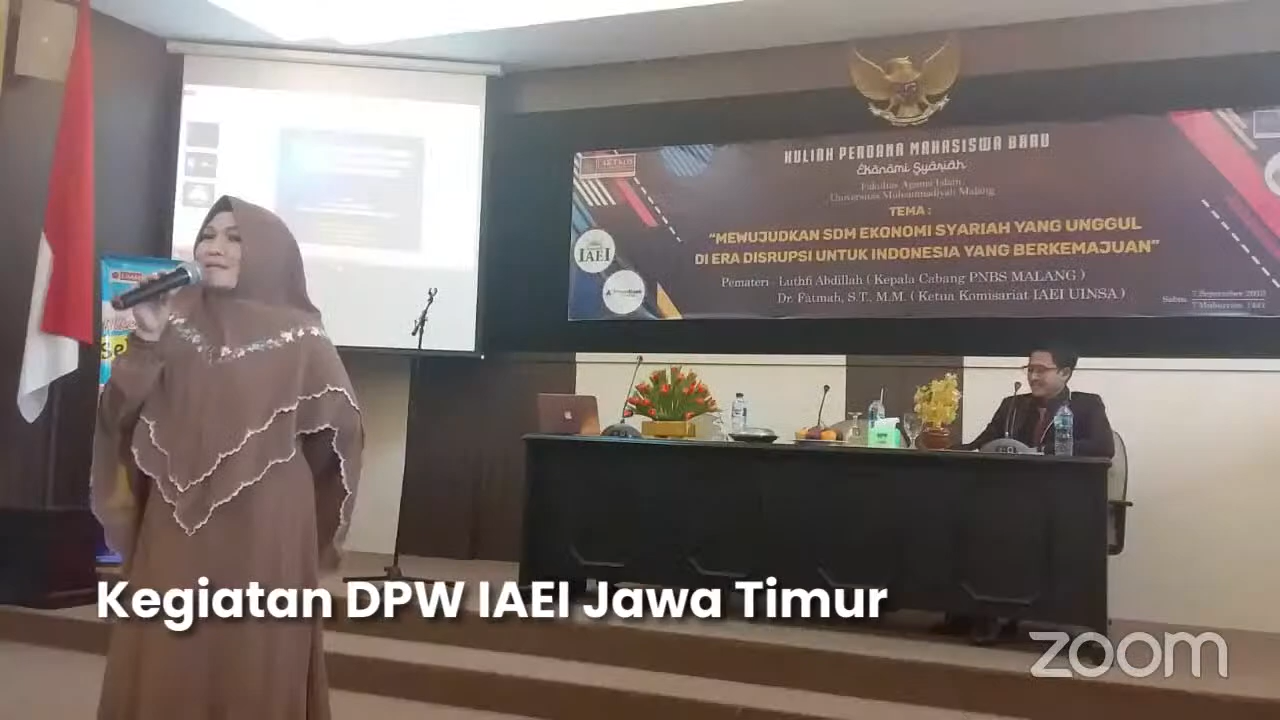 KULIAH PERDANA MAHASISWA BARU
Ekonomi Syariah
Fakultas Agama Islam
Universitas Muhammadiyah Malang
TEMA :
“MEWUJUDKAN SDM EKONOMI SYARIAH YANG UNGGUL
DI ERA DISRUPSI UNTUK INDONESIA YANG BERKEMAJUAN”
Pemateri : Luthfi Abdillah ( Kepala Cabang PNBS MALANG )
Dr. Fatmah, S.T., M.M. ( Ketua Komisariat IAEI UINSA )
Sabtu,
IAEI
Kegiatan DPW IAEI Jawa Timur
zoom